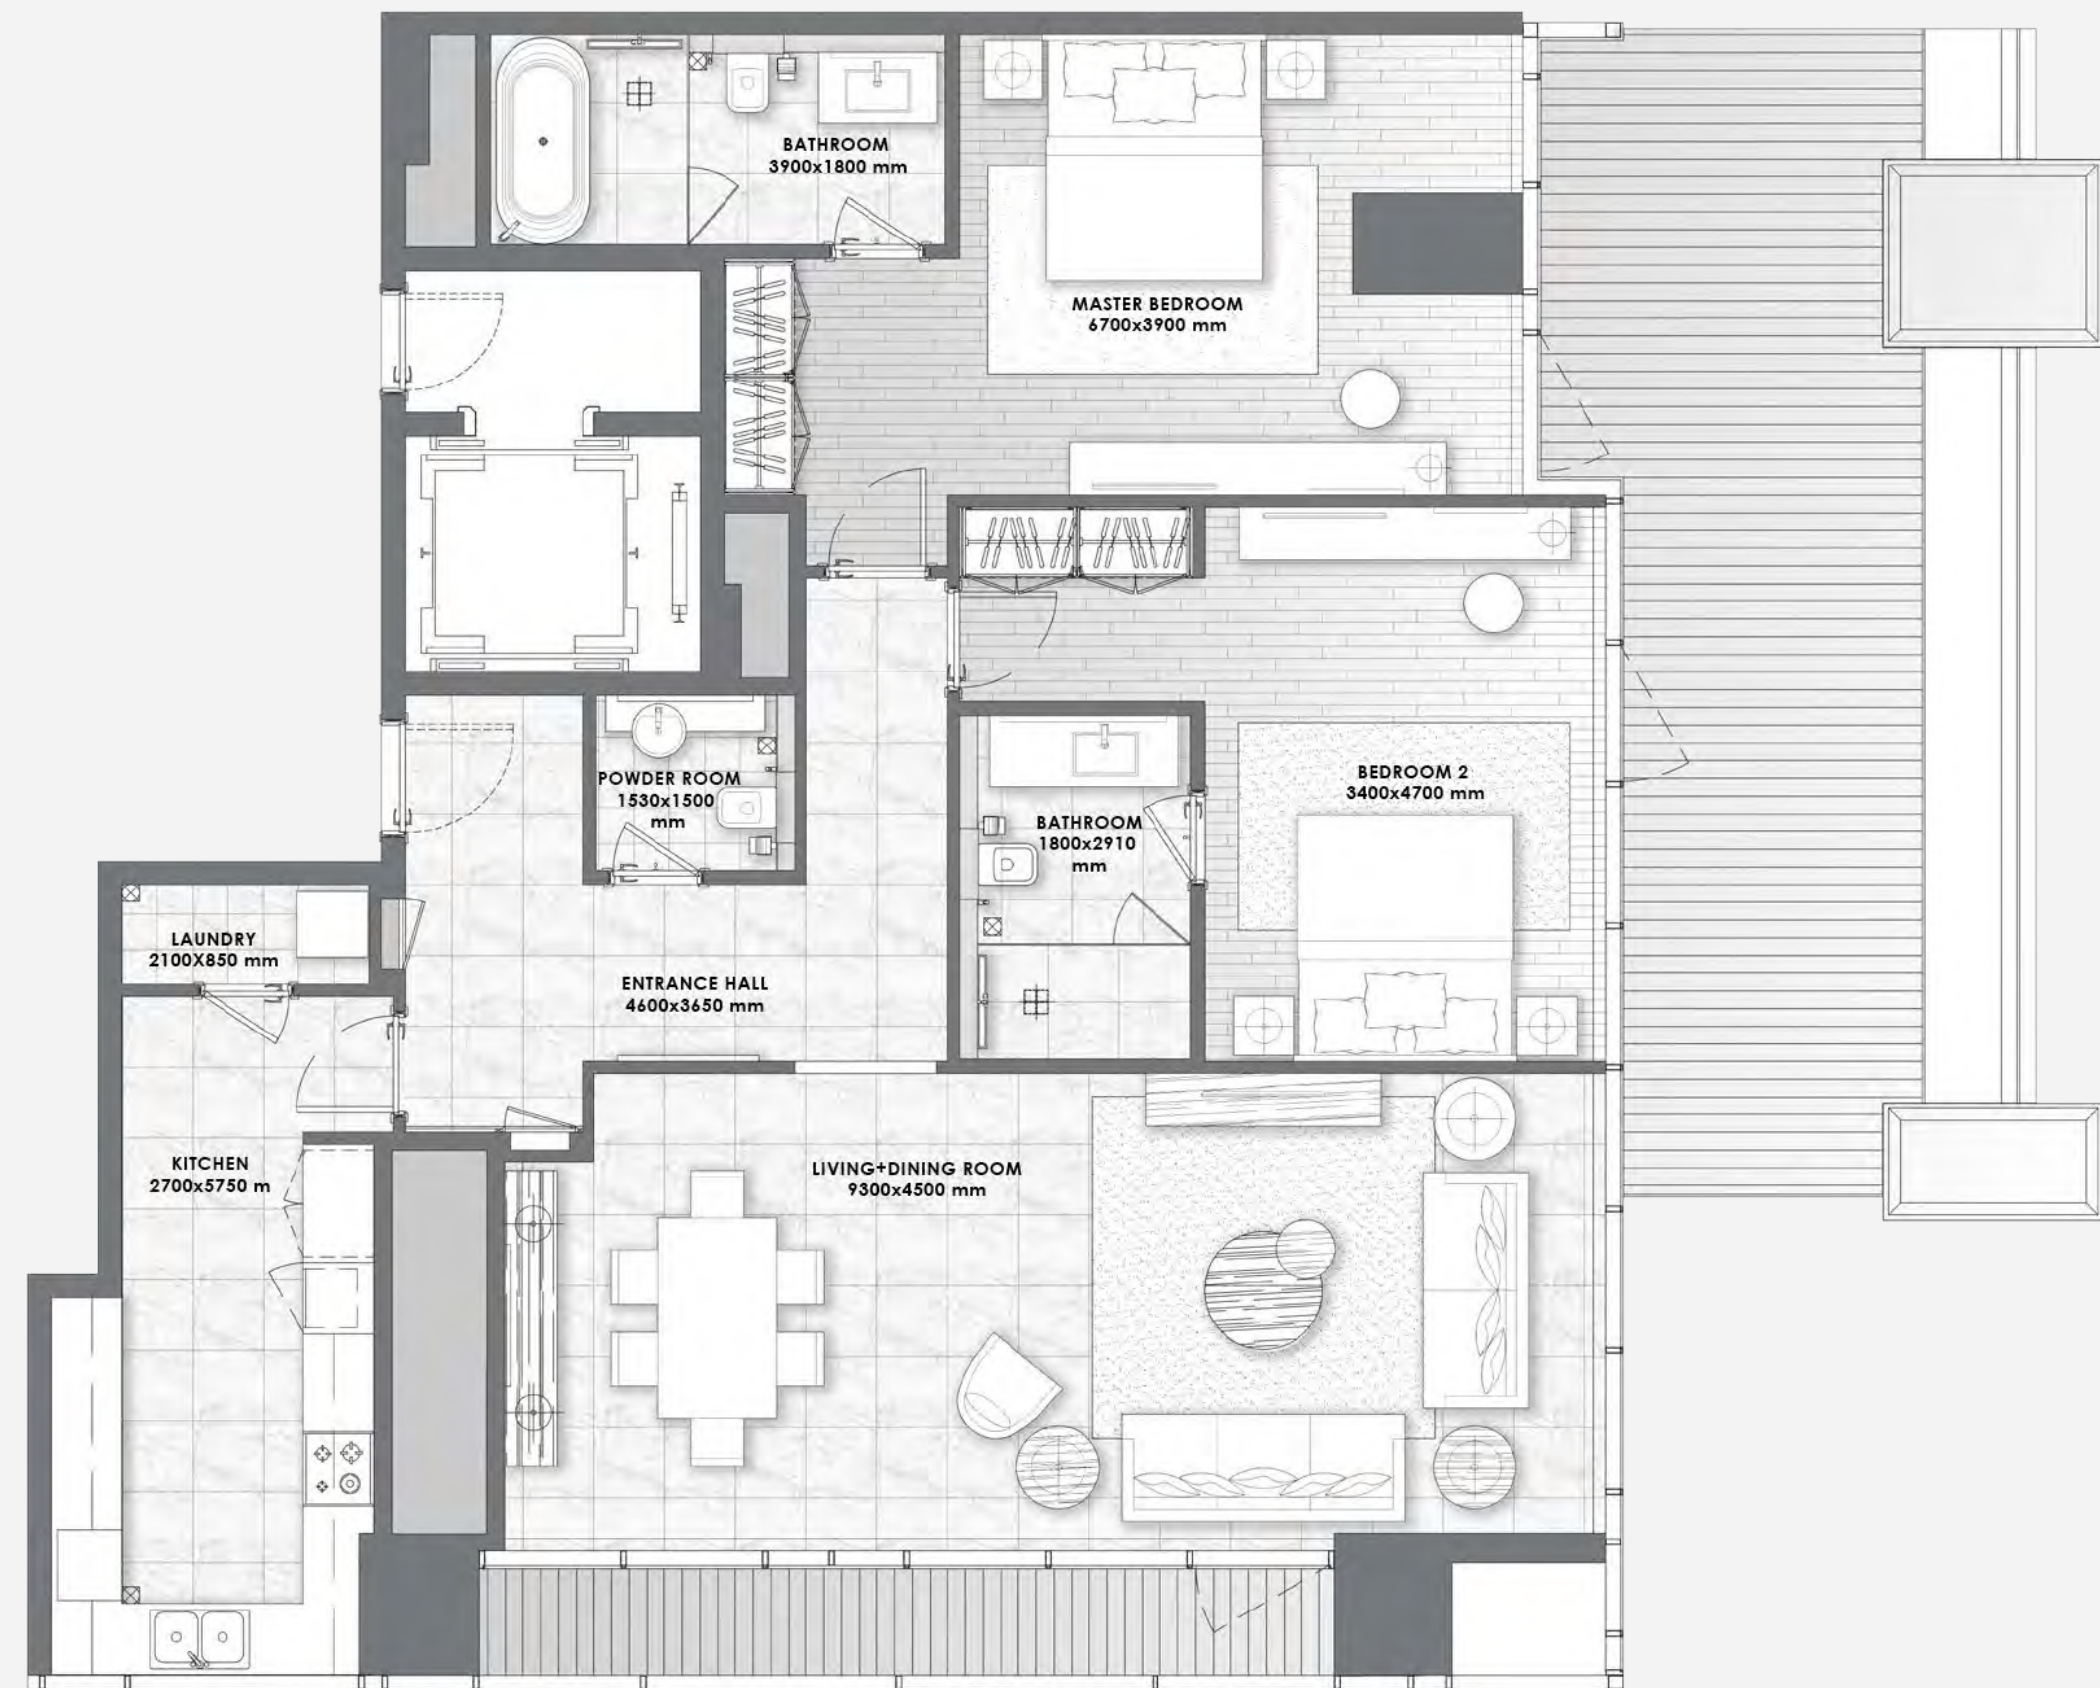 BATHROOM
3900x1800 mm
MASTER BEDROOM
6700x3900 mm
POWDER ROOM
1530x1500
mm
BEDROOM 2
3400x4700 mm
BATHROOM
1800x2910
mm
LAUNDRY
2100X850 mm
ENTRANCE HALL
4600x3650 mm
KITCHEN
2700x5750 m
LIVING+DINING ROOM
9300x4500 mm